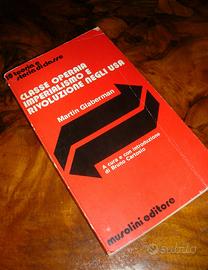 teoria e
storia di classe
CLASSE OPERAIA
IMPERIALISMO E
RIVOLUZIONE NEGLI USA
Martin Glaberman
A cura e con introduzione
di Bruno Cartosio
musolini editore
subito